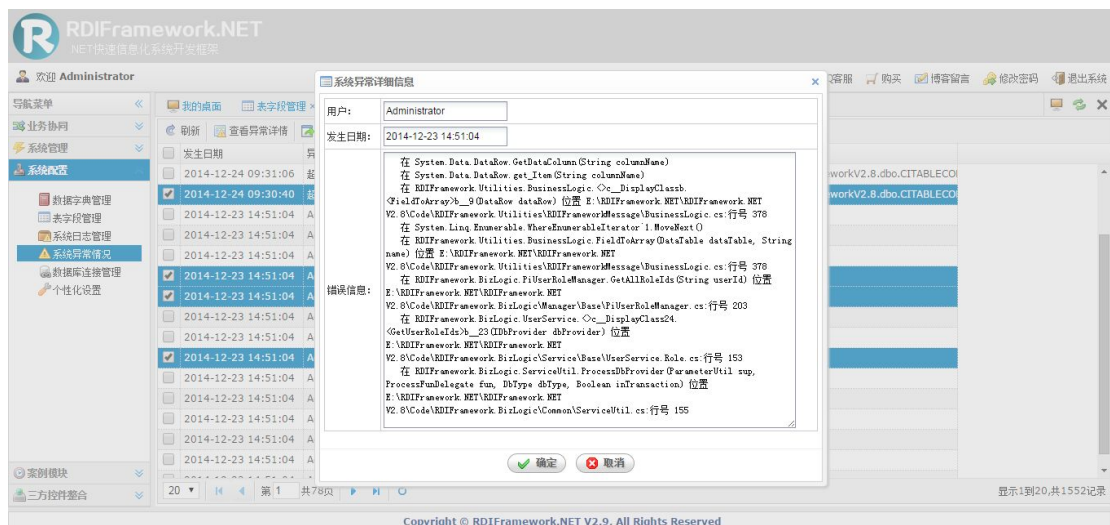 RDIFramework.NET
.NET快速信息化系统开发框架
欢迎 Administrator
客服 购买 博客留言 修改密码 退出系统
导航菜单
业务协同
系统管理
系统配置
数据字典管理
表字段管理
系统日志管理
系统异常情况
数据库连接管理
个性化设置
案例模块
三方控件整合
我的桌面 表字段管理 ×
刷新 查看异常详情
发生日期 异
2014-12-24 09:31:06 超
workV2.8.dbo.CITABLECOL
2014-12-24 09:30:40 超
workV2.8.dbo.CITABLECOL
2014-12-23 14:51:04 A
2014-12-23 14:51:04 A
2014-12-23 14:51:04 A
2014-12-23 14:51:04 A
2014-12-23 14:51:04 A
2014-12-23 14:51:04 A
2014-12-23 14:51:04 A
2014-12-23 14:51:04 A
2014-12-23 14:51:04 A
2014-12-23 14:51:04 A
2014-12-23 14:51:04 A
2014-12-23 14:51:04 A
2014-12-23 14:51:04 A
系统异常详细信息
用户: Administrator
发生日期: 2014-12-23 14:51:04
错误信息:
在 System.Data.DataRow.GetDataColumn(String columnName)
在 System.Data.DataRow.get_Item(String columnName)
在 RDIFramework.Utilities.BusinessLogic.<>c__DisplayClassb.
<FieldToArray>b__9(DataRow dataRow) 位置 E:\RDIFramework.NET\RDIFramework.NET
V2.8\Code\RDIFramework.Utilities\RDIFrameworkMessage\BusinessLogic.cs:行号 378
在 System.Linq.Enumerable.WhereEnumerableIterator`1.MoveNext()
在 RDIFramework.Utilities.BusinessLogic.FieldToArray(DataTable dataTable, String
name) 位置 E:\RDIFramework.NET\RDIFramework.NET
V2.8\Code\RDIFramework.Utilities\RDIFrameworkMessage\BusinessLogic.cs:行号 378
在 RDIFramework.BizLogic.PiUserRoleManager.GetAllRoleIds(String userId) 位置
E:\RDIFramework.NET\RDIFramework.NET
V2.8\Code\RDIFramework.BizLogic\Manager\Base\PiUserRoleManager.cs:行号 203
在 RDIFramework.BizLogic.UserService.<>c__DisplayClass24.
<GetUserRoleIds>b__23(IDbProvider dbProvider) 位置
E:\RDIFramework.NET\RDIFramework.NET
V2.8\Code\RDIFramework.BizLogic\Service\Base\UserService.Role.cs:行号 153
在 RDIFramework.BizLogic.ServiceUtil.ProcessDbProvider(ParameterUtil sup,
ProcessFunDelegate fun, DbType dbType, Boolean inTransaction) 位置
E:\RDIFramework.NET\RDIFramework.NET
V2.8\Code\RDIFramework.BizLogic\Common\ServiceUtil.cs:行号 155
确定 取消
20 第 1 共78页 显示1到20,共1552记录
Copyright © RDIFramework.NET V2.9, All Rights Reserved